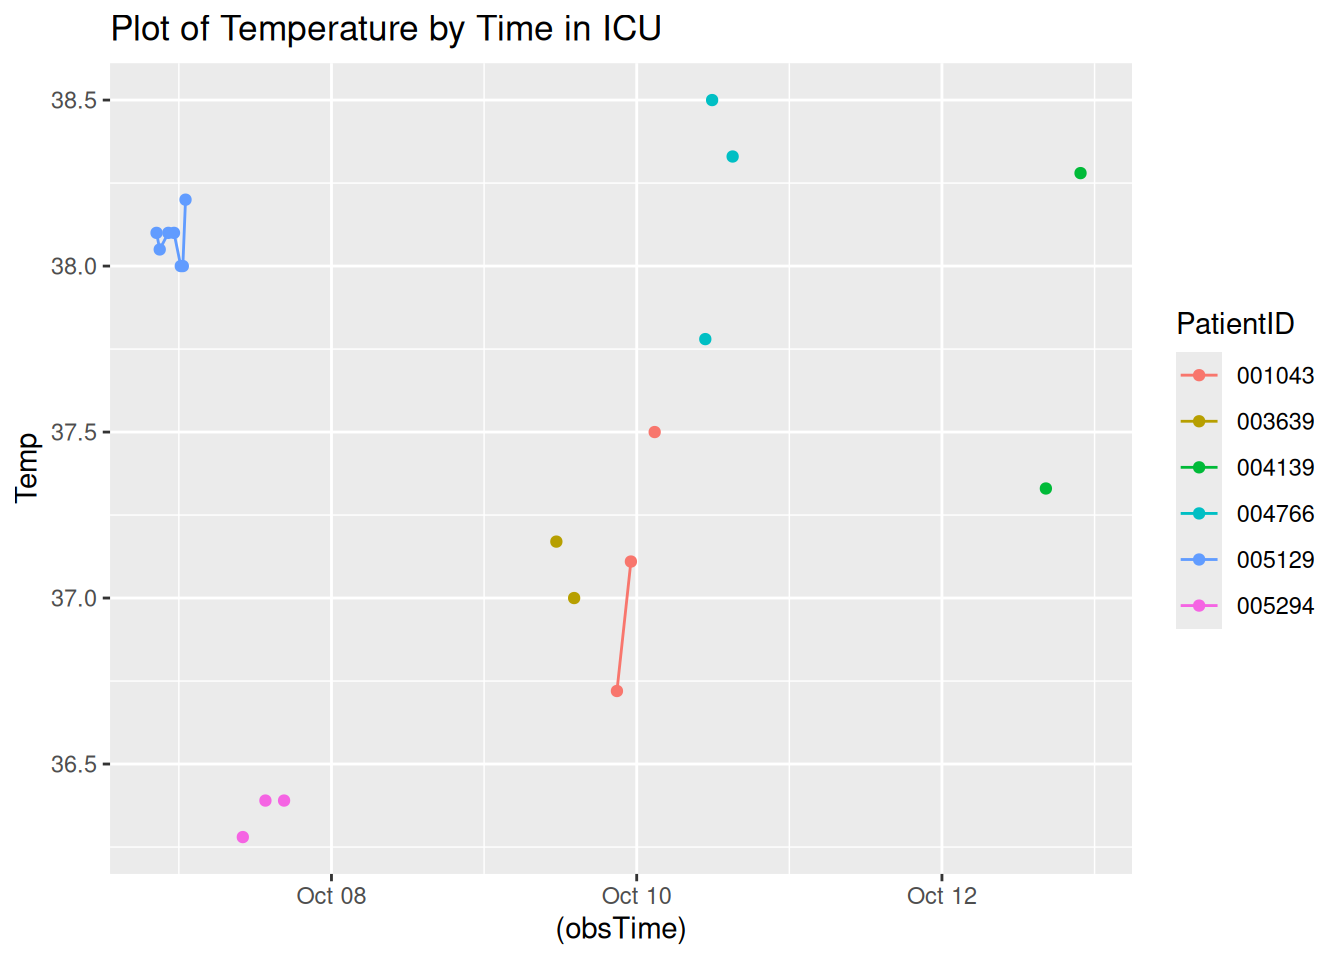 Plot of Temperature by Time in ICU
38.5
38.0
37.5
37.0
36.5
Temp
Oct 08
Oct 10
Oct 12
(obsTime)
PatientID
001043
003639
004139
004766
005129
005294